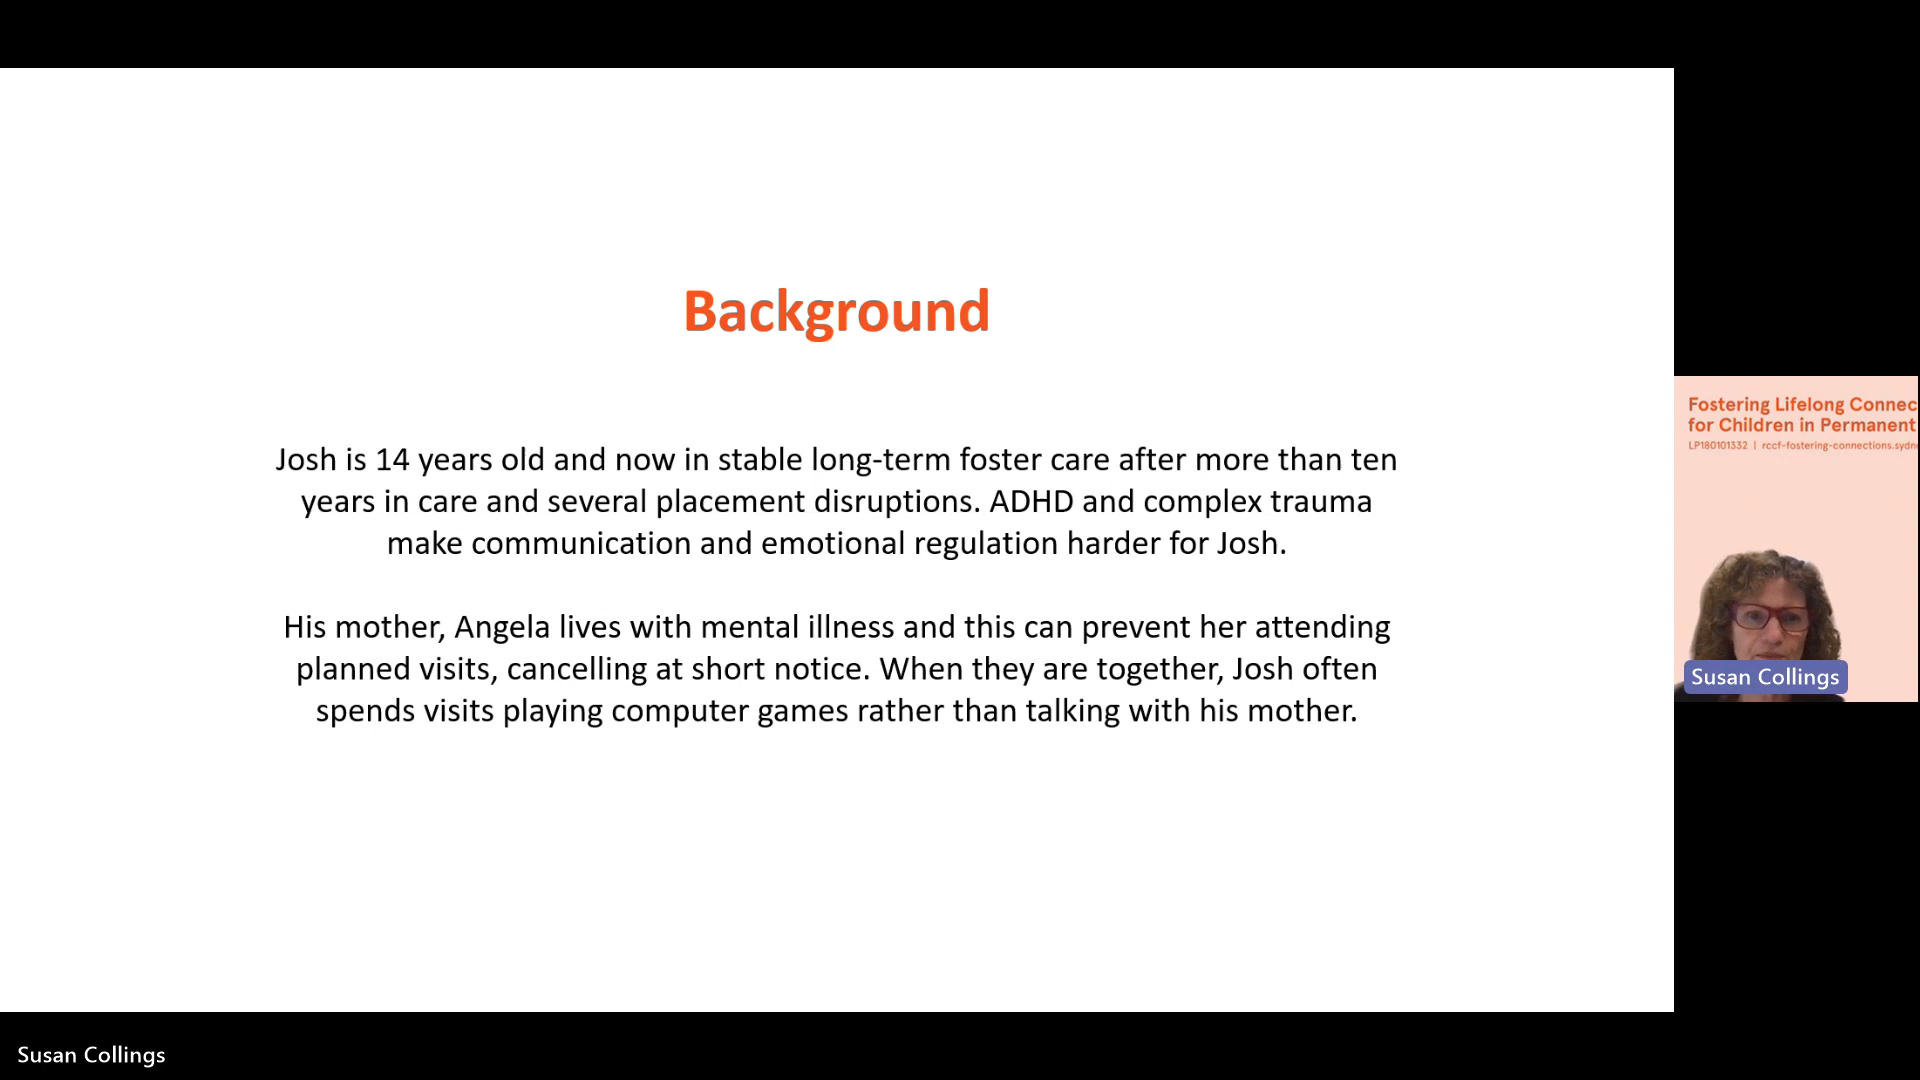 Background
Josh is 14 years old and now in stable long-term foster care after more than ten
years in care and several placement disruptions. ADHD and complex trauma
make communication and emotional regulation harder for Josh.
His mother, Angela lives with mental illness and this can prevent her attending
planned visits, cancelling at short notice. When they are together, Josh often
spends visits playing computer games rather than talking with his mother.
Fostering Lifelong Connec
for Children in Permanent
LP180101332 | rccf-fostering-connections.sydn
Susan Collings
Susan Collings